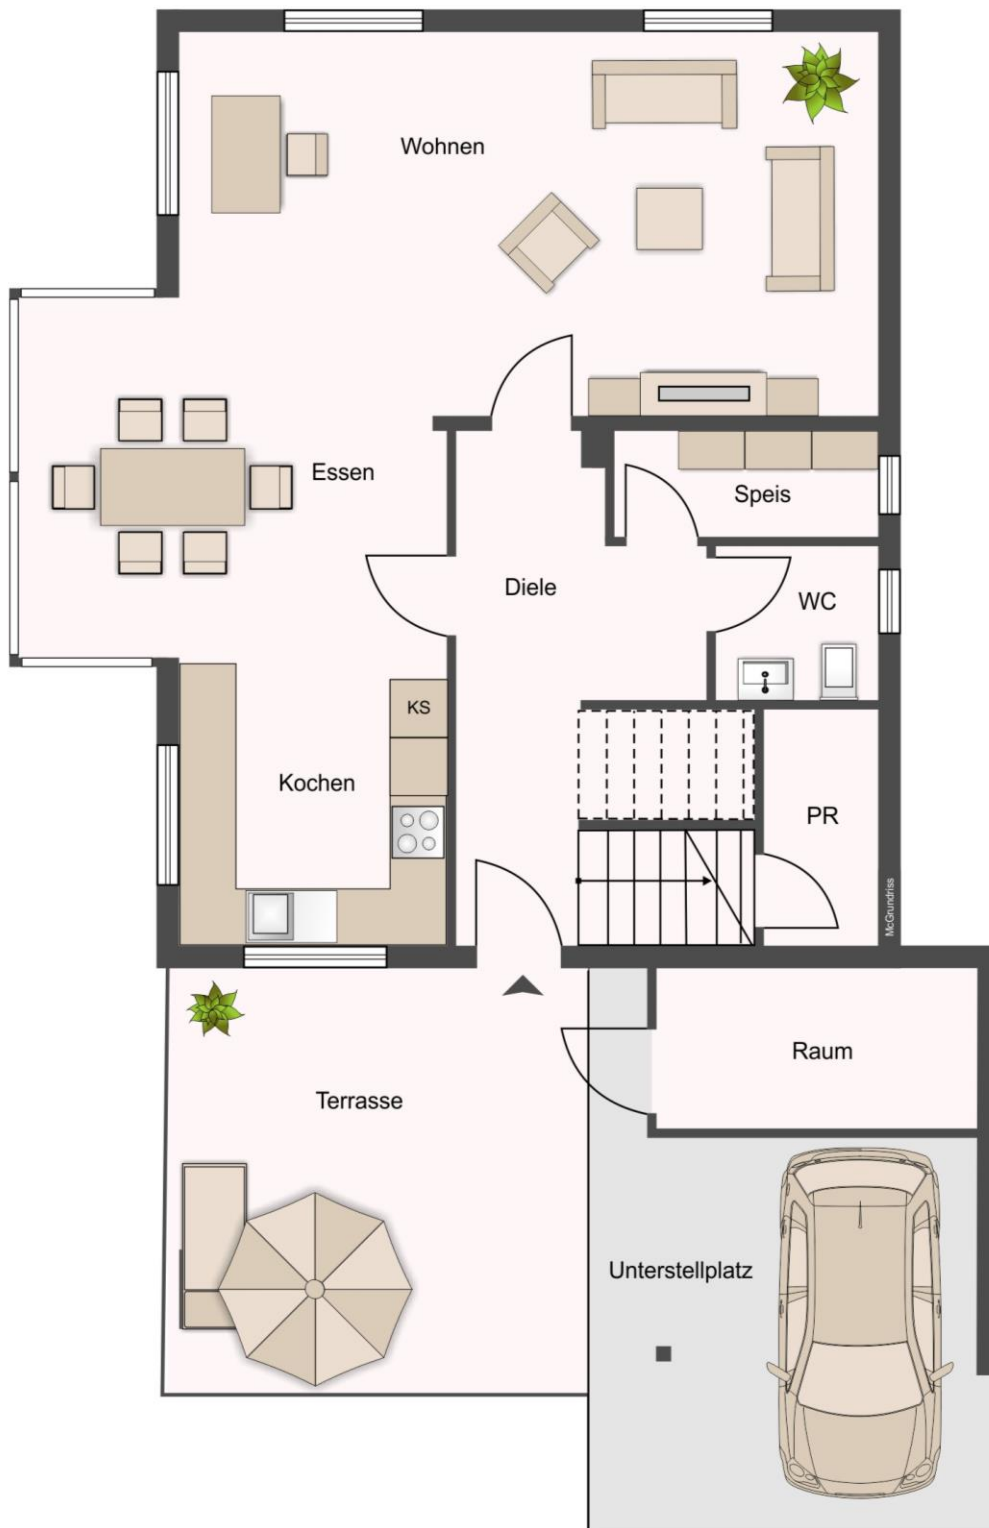 Wohnen
Essen
Speis
Diele
WC
KS
Kochen
PR
McGrundriss
Raum
Terrasse
Unterstellplatz